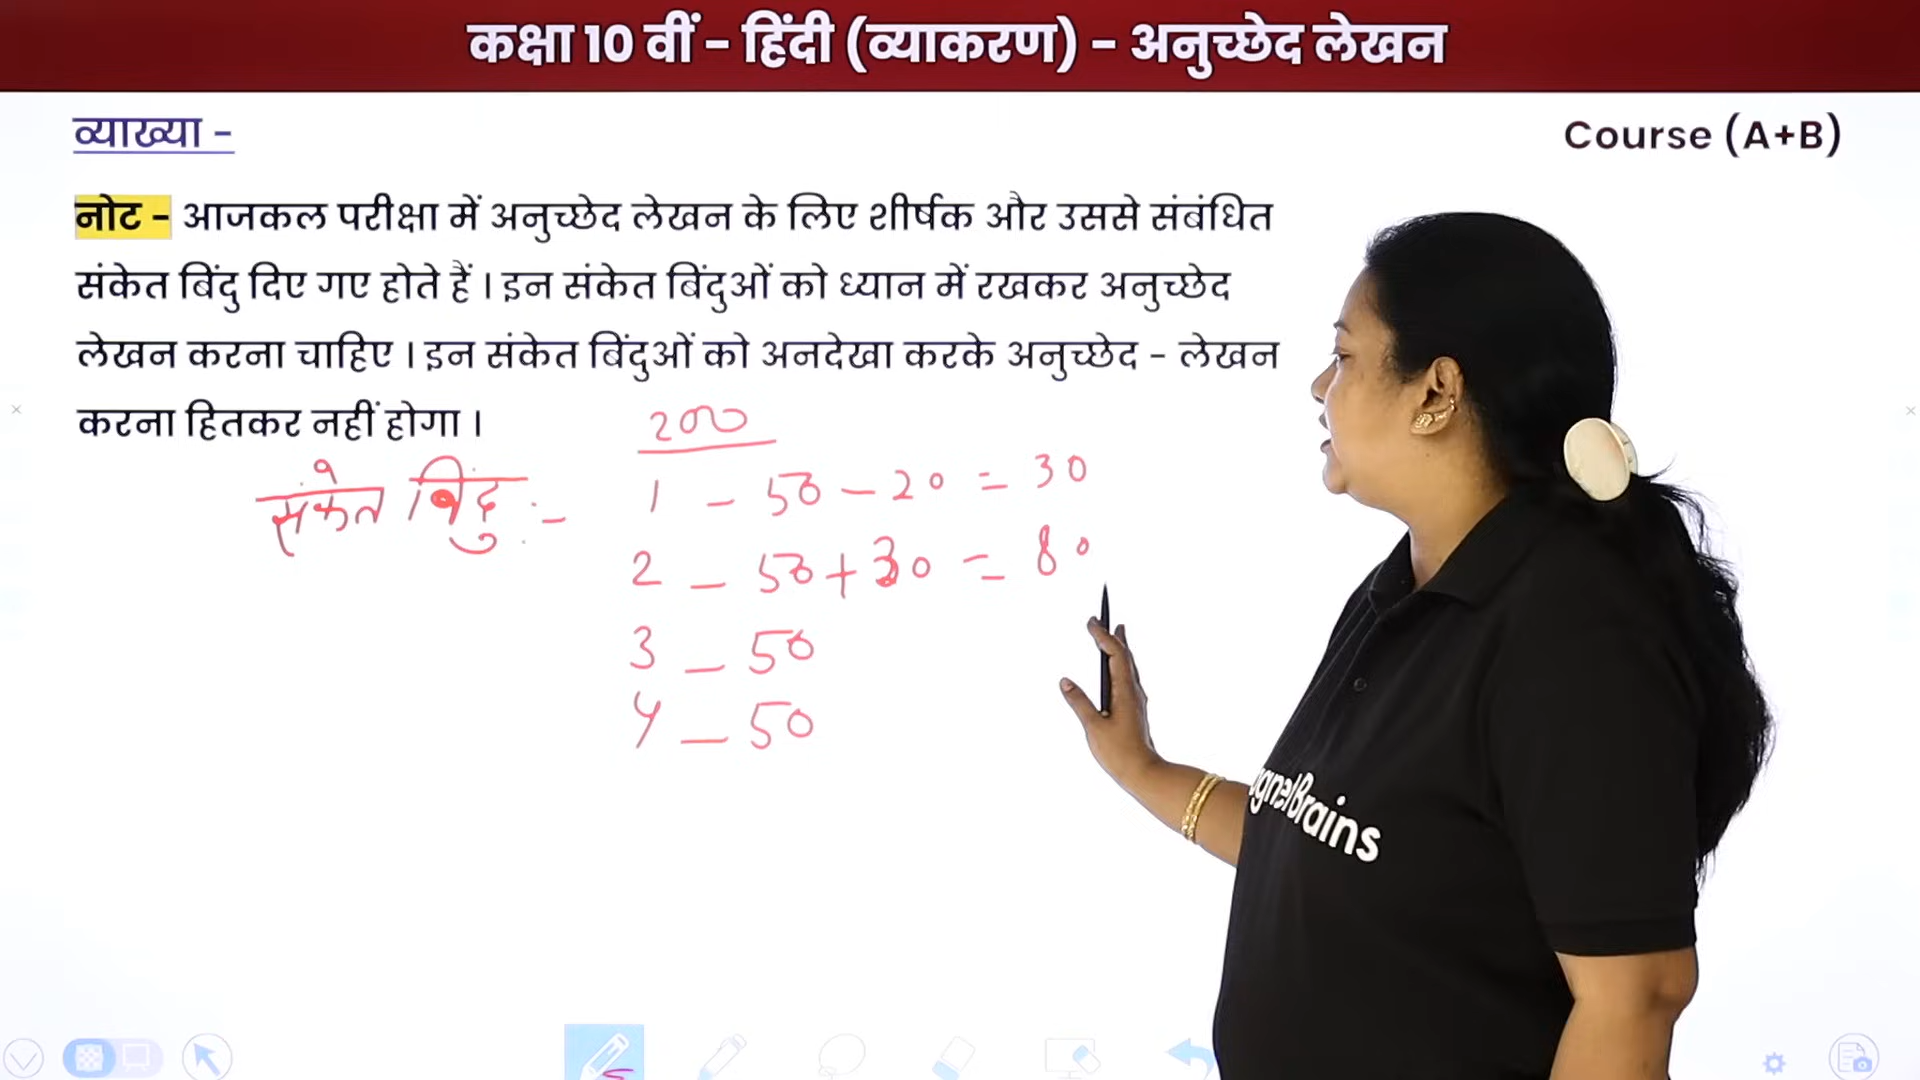 कक्षा 10 वीं - हिंदी (व्याकरण) - अनुच्छेद लेखन
व्याख्या -
Course (A+B)
नोट - आजकल परीक्षा में अनुच्छेद लेखन के लिए शीर्षक और उससे संबंधित
संकेत बिंदु दिए गए होते हैं । इन संकेत बिंदुओं को ध्यान में रखकर अनुच्छेद
लेखन करना चाहिए । इन संकेत बिंदुओं को अनदेखा करके अनुच्छेद - लेखन
करना हितकर नहीं होगा ।
200
संकेत बिंदु :-
1 - 50 - 20 = 30
2 - 50 + 30 = 80
3 - 50
4 - 50
gnetBrains